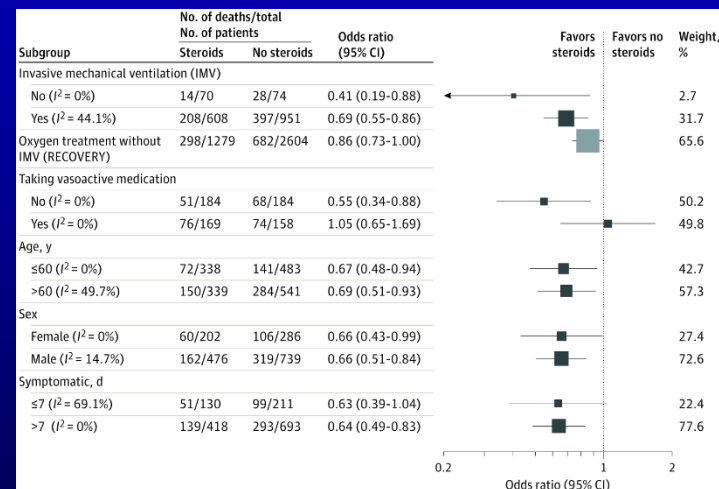 No. of deaths/total
No. of patients
Subgroup Steroids No steroids Odds ratio (95% CI) Favors steroids Favors no steroids Weight, %
Invasive mechanical ventilation (IMV)
No (I² = 0%) 14/70 28/74 0.41 (0.19-0.88) 2.7
Yes (I² = 44.1%) 208/608 397/951 0.69 (0.55-0.86) 31.7
Oxygen treatment without 298/1279 682/2604 0.86 (0.73-1.00) 65.6
IMV (RECOVERY)
Taking vasoactive medication
No (I² = 0%) 51/184 68/184 0.55 (0.34-0.88) 50.2
Yes (I² = 0%) 76/169 74/158 1.05 (0.65-1.69) 49.8
Age, y
≤60 (I² = 0%) 72/338 141/483 0.67 (0.48-0.94) 42.7
>60 (I² = 49.7%) 150/339 284/541 0.69 (0.51-0.93) 57.3
Sex
Female (I² = 0%) 60/202 106/286 0.66 (0.43-0.99) 27.4
Male (I² = 14.7%) 162/476 319/739 0.66 (0.51-0.84) 72.6
Symptomatic, d
≤7 (I² = 69.1%) 51/130 99/211 0.63 (0.39-1.04) 22.4
>7 (I² = 0%) 139/418 293/693 0.64 (0.49-0.83) 77.6
0.2 1 2
Odds ratio (95% CI)